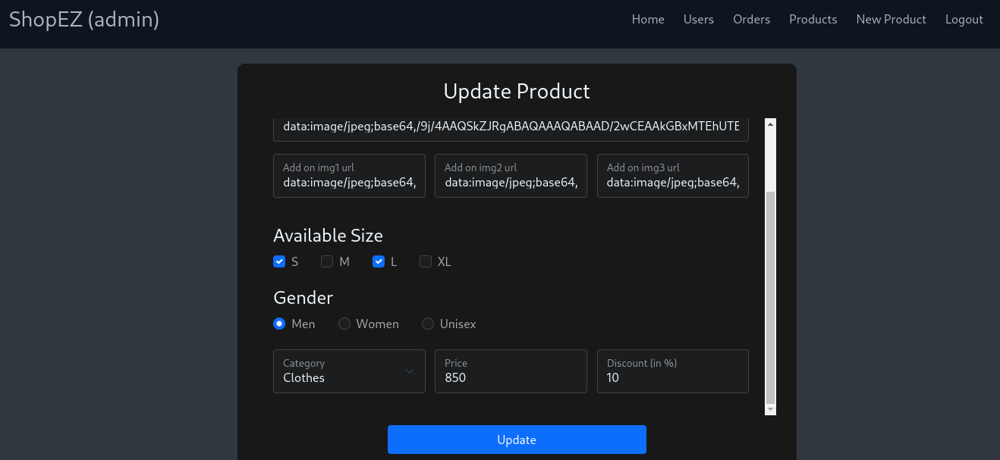 ShopEZ (admin)
Home Users Orders Products New Product Logout
Update Product
data:image/jpeg;base64,/9j/4AAQSkZJRgABAQAAAQABAAD/2wCEAAkGBxMTEhUTE
Add on img1 url Add on img2 url Add on img3 url
data:image/jpeg;base64, data:image/jpeg;base64, data:image/jpeg;base64,
Available Size
S M L XL
Gender
Men Women Unisex
Category Price Discount (in %)
Clothes 850 10
Update